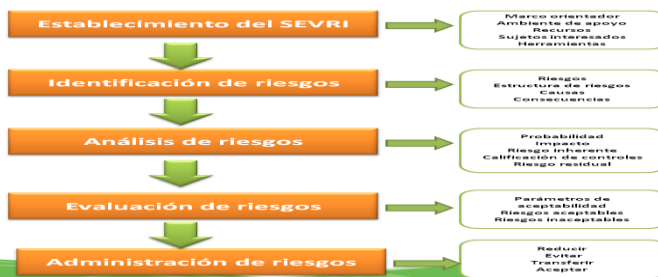 Establecimiento del SEVRI
Marco orientador
Ambiente de apoyo
Recursos
Sujetos interesados
Herramientas
Identificación de riesgos
Riesgos
Estructura de riesgos
Causas
Consecuencias
Análisis de riesgos
Probabilidad
Impacto
Riesgo inherente
Calificación de controles
Riesgo residual
Evaluación de riesgos
Parámetros de
aceptabilidad
Riesgos aceptables
Riesgos inaceptables
Administración de riesgos
Reducir
Evitar
Transferir
Aceptar